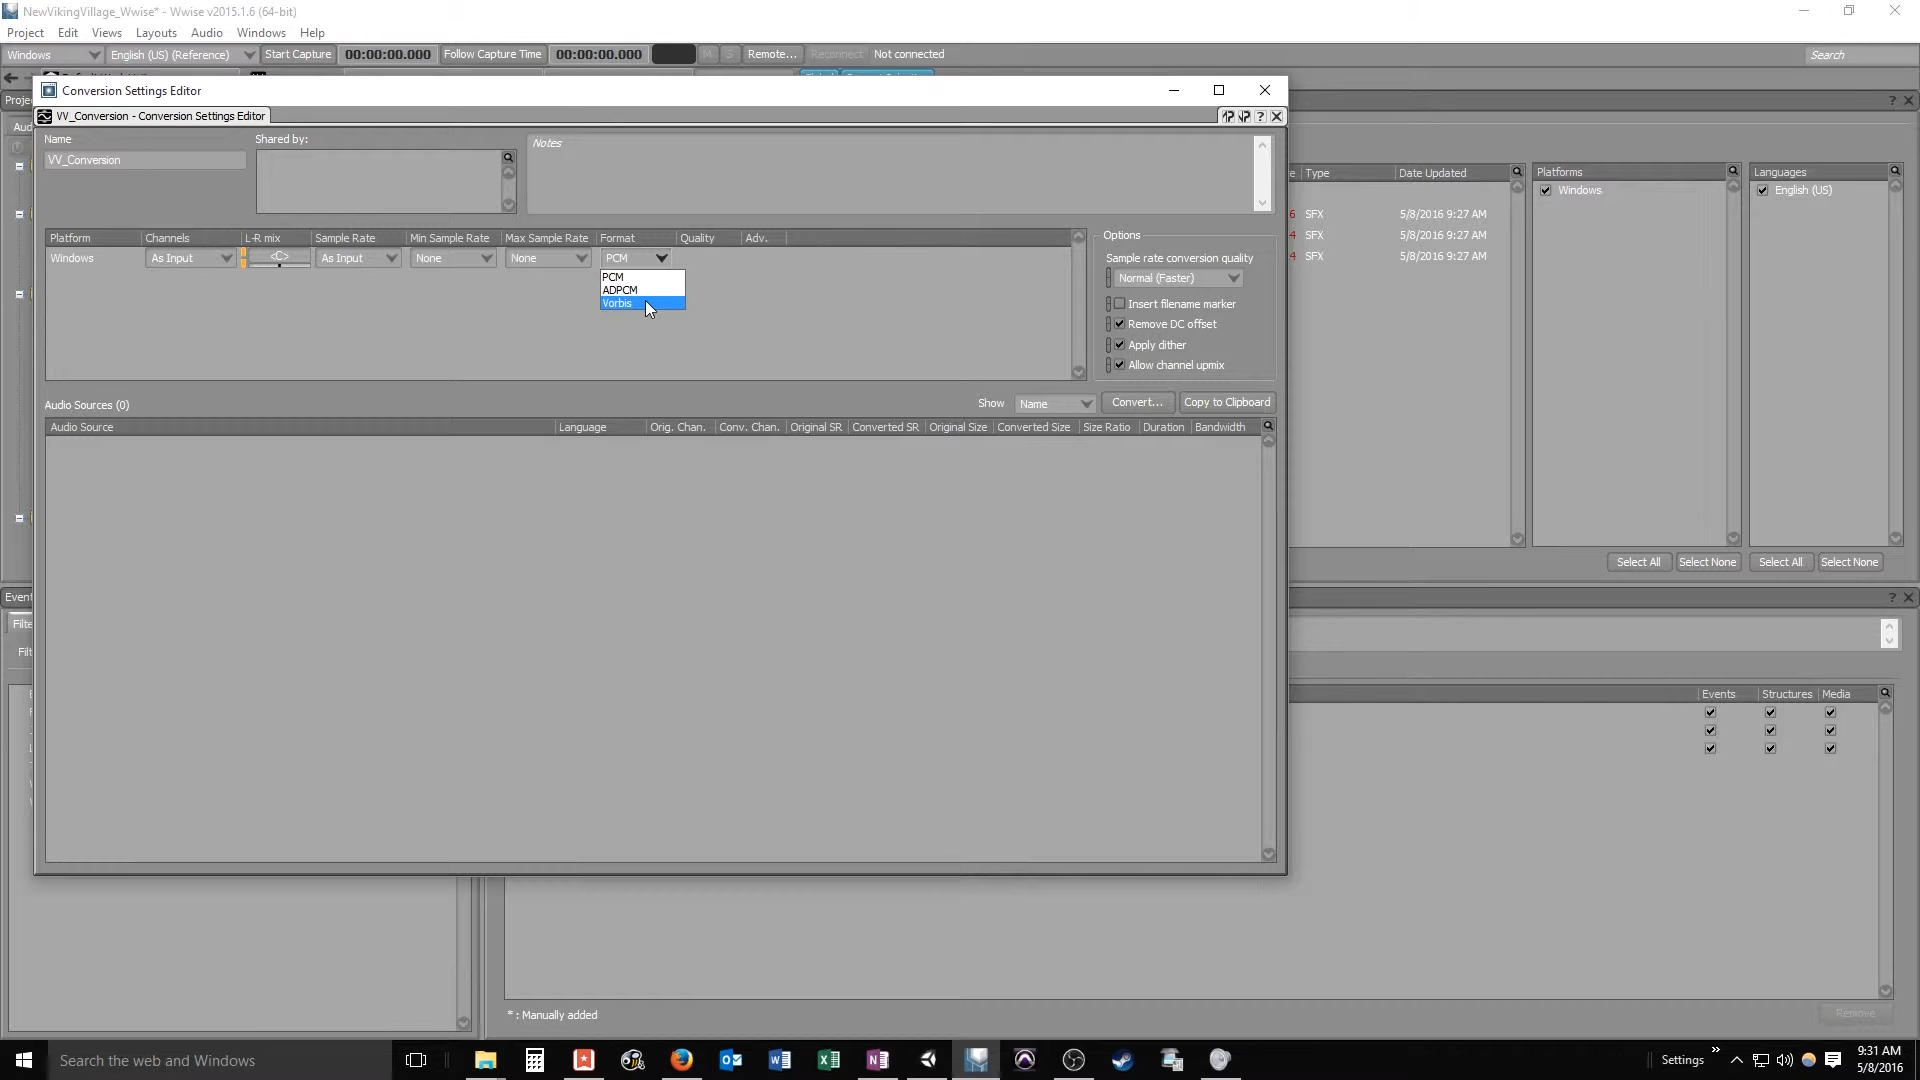 NewVikingVillage_Wwise* - Wwise v2015.1.6 (64-bit)
Project Edit Views Layouts Audio Windows Help
Windows English (US) (Reference) Start Capture 00:00:00.000 Follow Capture Time 00:00:00.000 M S Remote... Reconnect Not connected Search
Conversion Settings Editor
VV_Conversion - Conversion Settings Editor
Name Shared by: Notes
VV_Conversion
Type Date Updated Platforms Languages
Windows English (US)
6 SFX 5/8/2016 9:27 AM
4 SFX 5/8/2016 9:27 AM
4 SFX 5/8/2016 9:27 AM
Platform Channels L-R mix Sample Rate Min Sample Rate Max Sample Rate Format Quality Adv.
Windows As Input <C> As Input None None PCM
PCM
ADPCM
Vorbis
Options
Sample rate conversion quality
Normal (Faster)
Insert filename marker
Remove DC offset
Apply dither
Allow channel upmix
Audio Sources (0) Show Name Convert... Copy to Clipboard
Audio Source Language Orig. Chan. Conv. Chan. Original SR Converted SR Original Size Converted Size Size Ratio Duration Bandwidth
Select All Select None Select All Select None
Events Structures Media
* : Manually added Remove
Search the web and Windows Settings 9:31 AM
5/8/2016